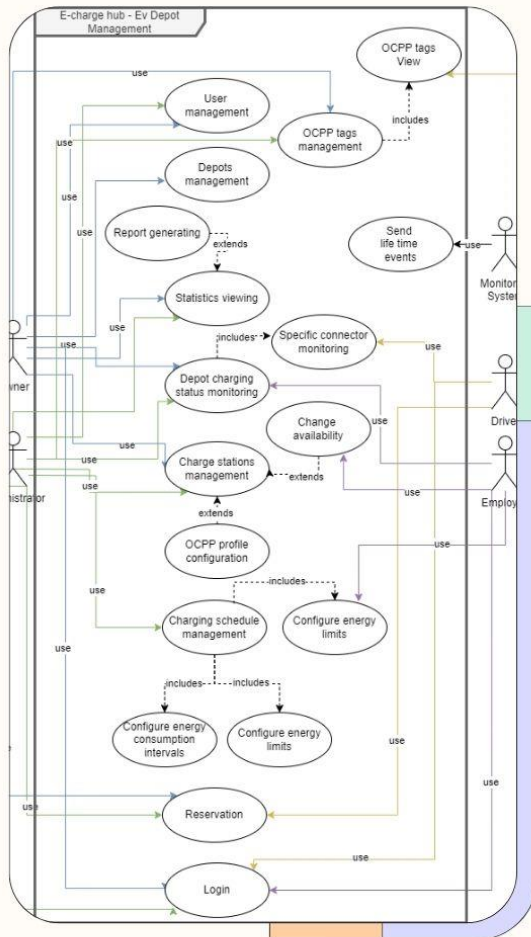 E-charge hub - Ev Depot
Management
OCPP tags
View
use
User
management
includes
OCPP tags
management
use
use
Depots
management
use
Report generating
extends
Send
life time
events
use
Monitor
System
Statistics viewing
includes
Specific connector
monitoring
use
use
use
Depot charging
status monitoring
Change
availability
use
use
Charge stations
management
extends
use
use
extends
OCPP profile
configuration
use
includes
use
Charging schedule
management
Configure energy
limits
use
includes
includes
Configure energy
consumption
intervals
Configure energy
limits
use
use
use
Reservation
use
Login